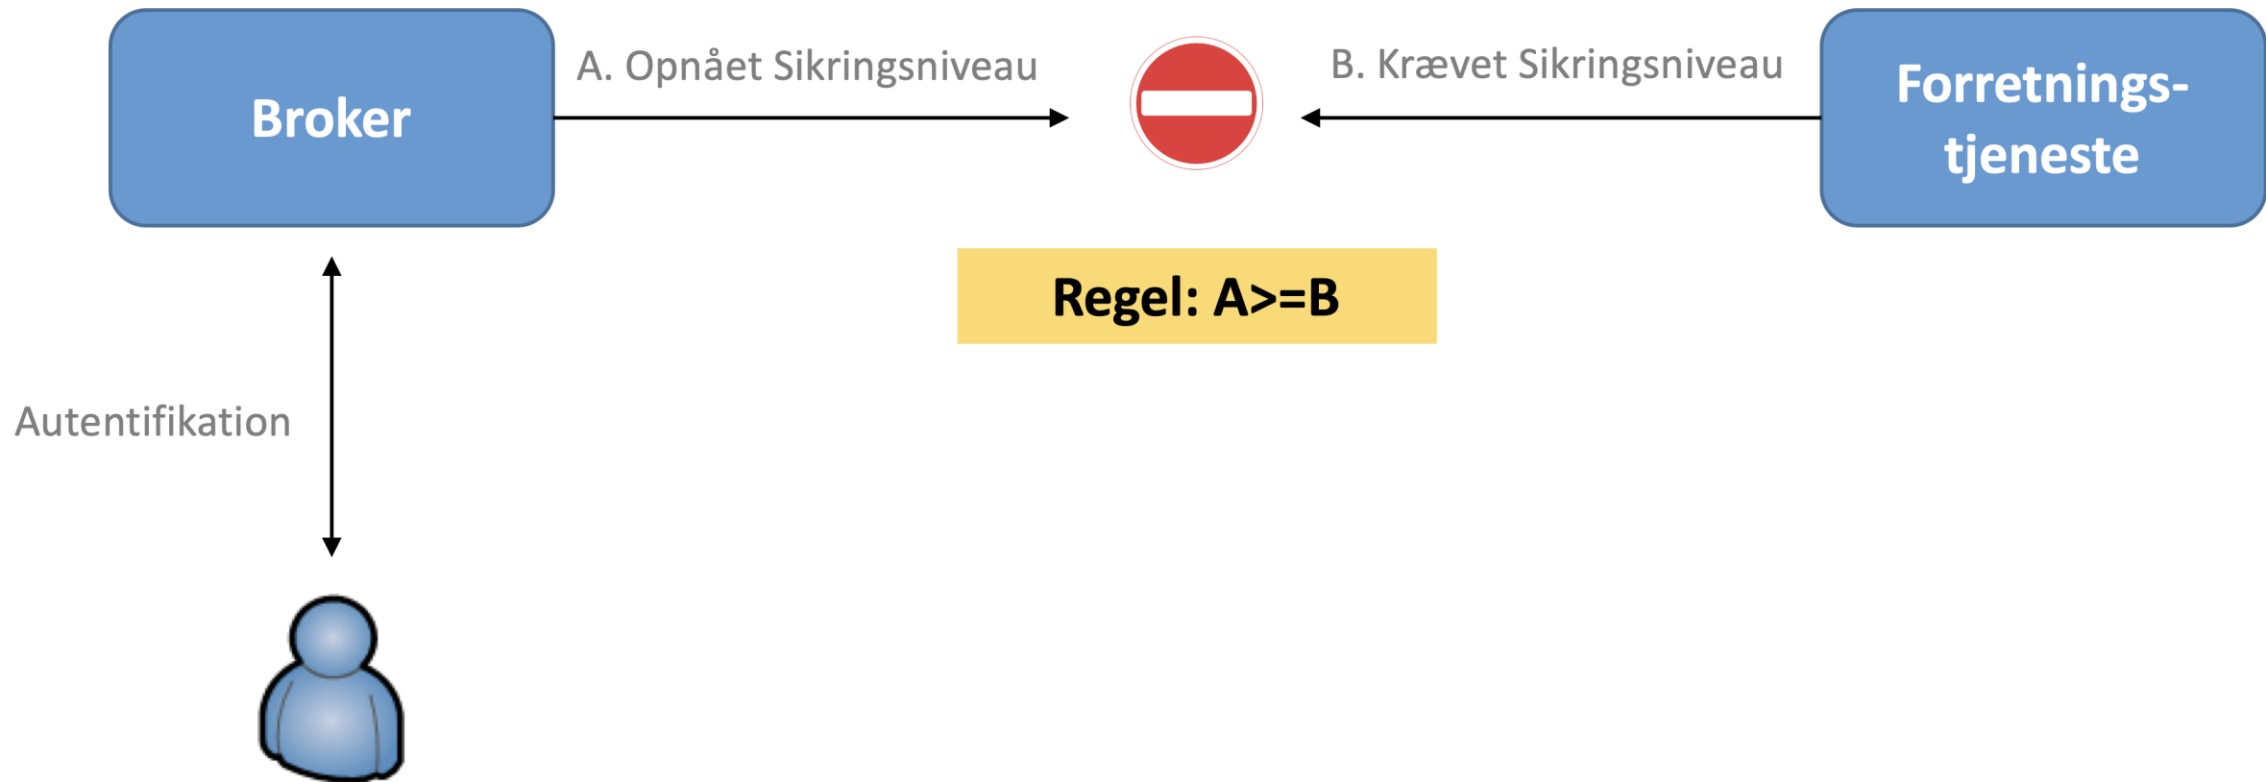 Broker
A. Opnået Sikringsniveau
B. Krævet Sikringsniveau
Forretnings-
tjeneste
Regel: A>=B
Autentifikation